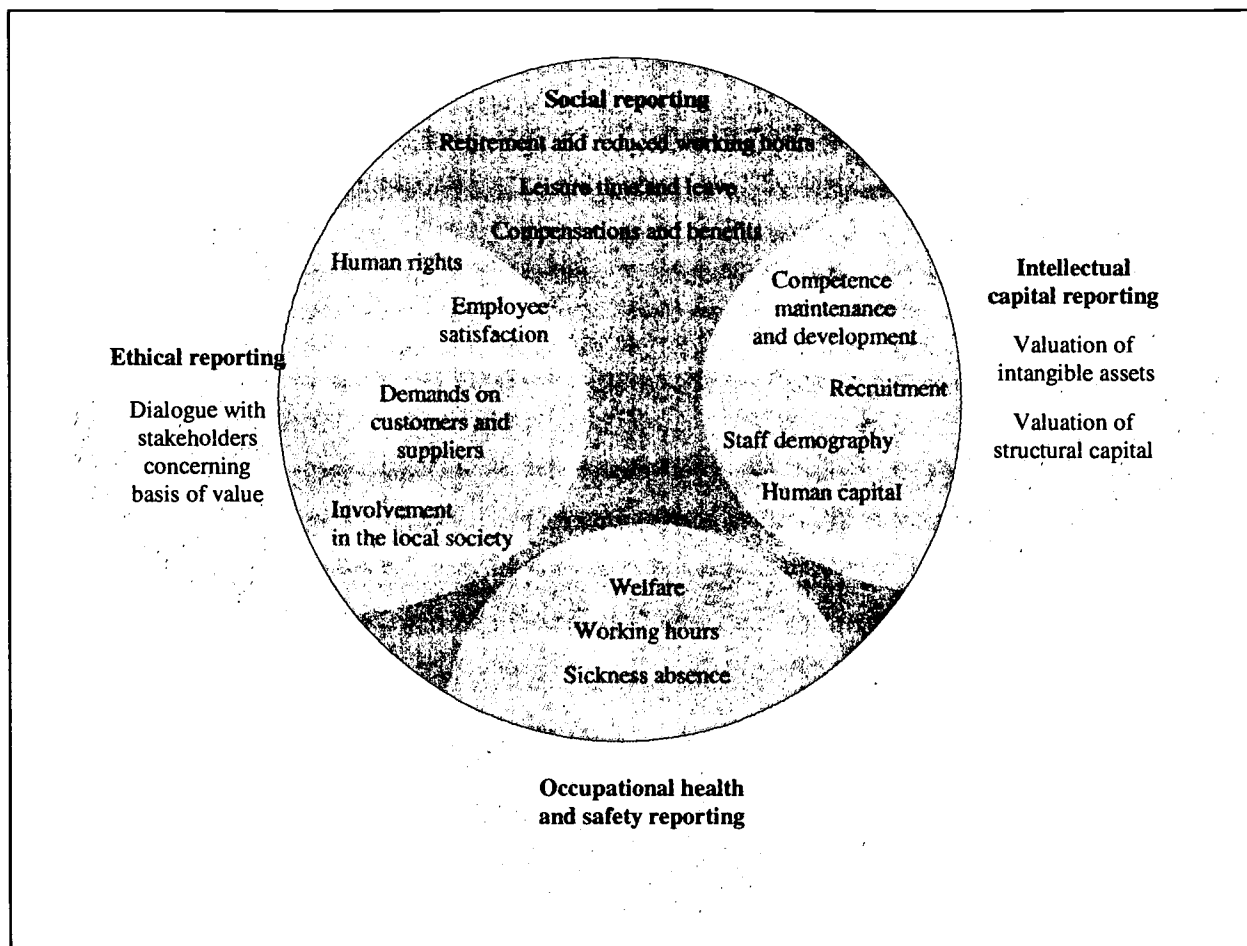 Social reporting
Retirement and reduced working hours
Leisure time and leave
Compensations and benefits
Human rights
Employee
satisfaction
Demands on
customers and
suppliers
Involvement
in the local society
Ethical reporting
Dialogue with
stakeholders
concerning
basis of value
Competence
maintenance
and development
Recruitment
Staff demography
Human capital
Intellectual
capital reporting
Valuation of
intangible assets
Valuation of
structural capital
Welfare
Working hours
Sickness absence
Occupational health
and safety reporting